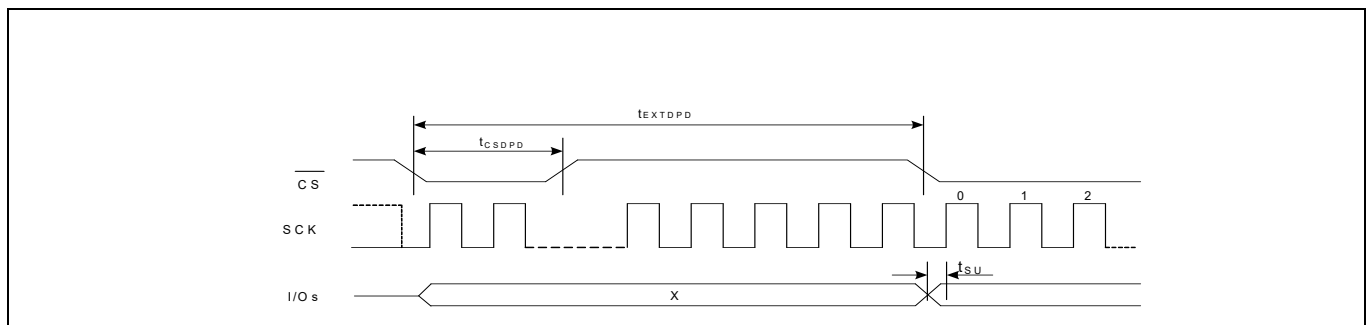 tEXTDPD
tCSDPD
CS
0 1 2
SCK
tSU
I/Os
X